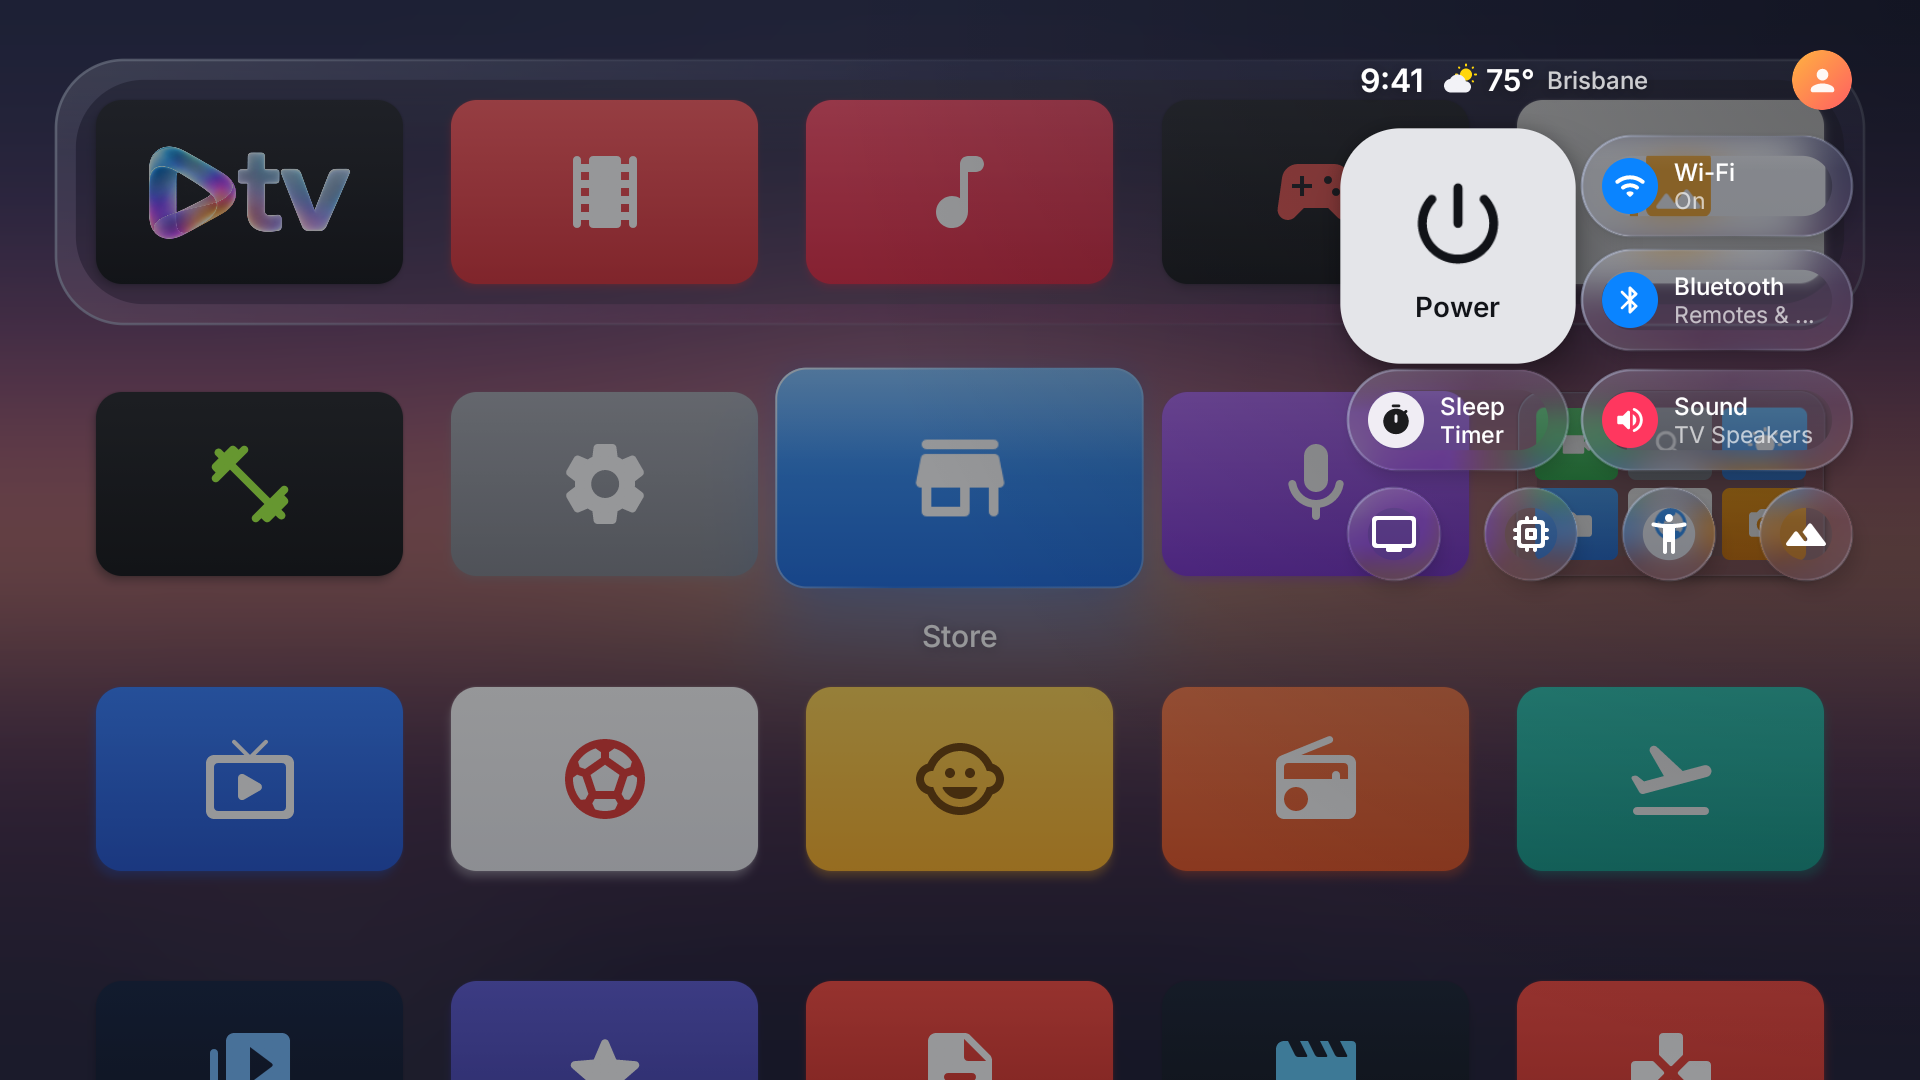 9:41 75° Brisbane
tv
Power
Wi-Fi
On
Bluetooth
Remotes & ...
Sleep
Timer
Sound
TV Speakers
Store